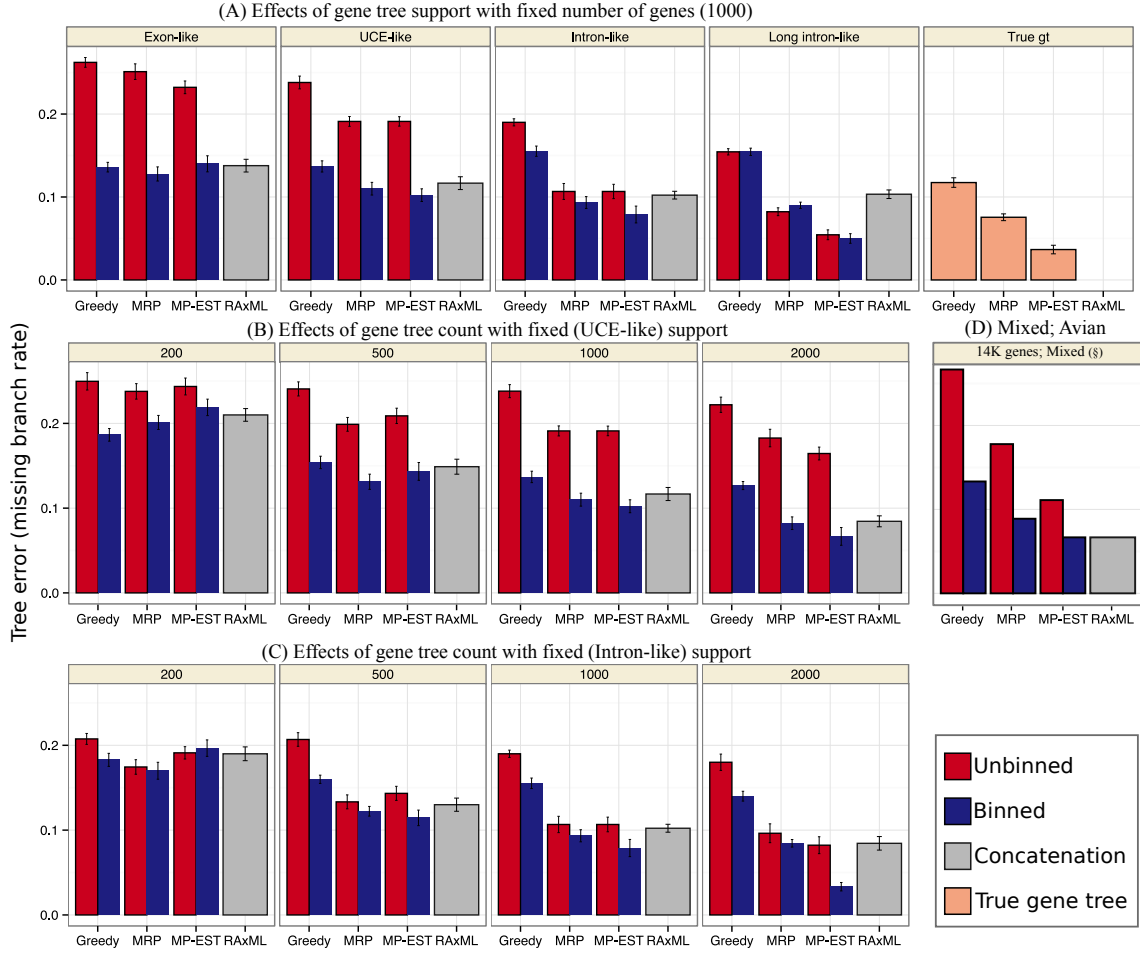 (A) Effects of gene tree support with fixed number of genes (1000)
Exon-like UCE-like Intron-like Long intron-like True gt
0.2
0.1
0.0
Greedy MRP MP-EST RAxML Greedy MRP MP-EST RAxML Greedy MRP MP-EST RAxML Greedy MRP MP-EST RAxML Greedy MRP MP-EST RAxML
Tree error (missing branch rate)
(B) Effects of gene tree count with fixed (UCE-like) support
200 500 1000 2000
0.2
0.1
0.0
Greedy MRP MP-EST RAxML Greedy MRP MP-EST RAxML Greedy MRP MP-EST RAxML Greedy MRP MP-EST RAxML
(D) Mixed; Avian
14K genes; Mixed (§)
Greedy MRP MP-EST RAxML
(C) Effects of gene tree count with fixed (Intron-like) support
200 500 1000 2000
0.2
0.1
0.0
Greedy MRP MP-EST RAxML Greedy MRP MP-EST RAxML Greedy MRP MP-EST RAxML Greedy MRP MP-EST RAxML
Unbinned
Binned
Concatenation
True gene tree